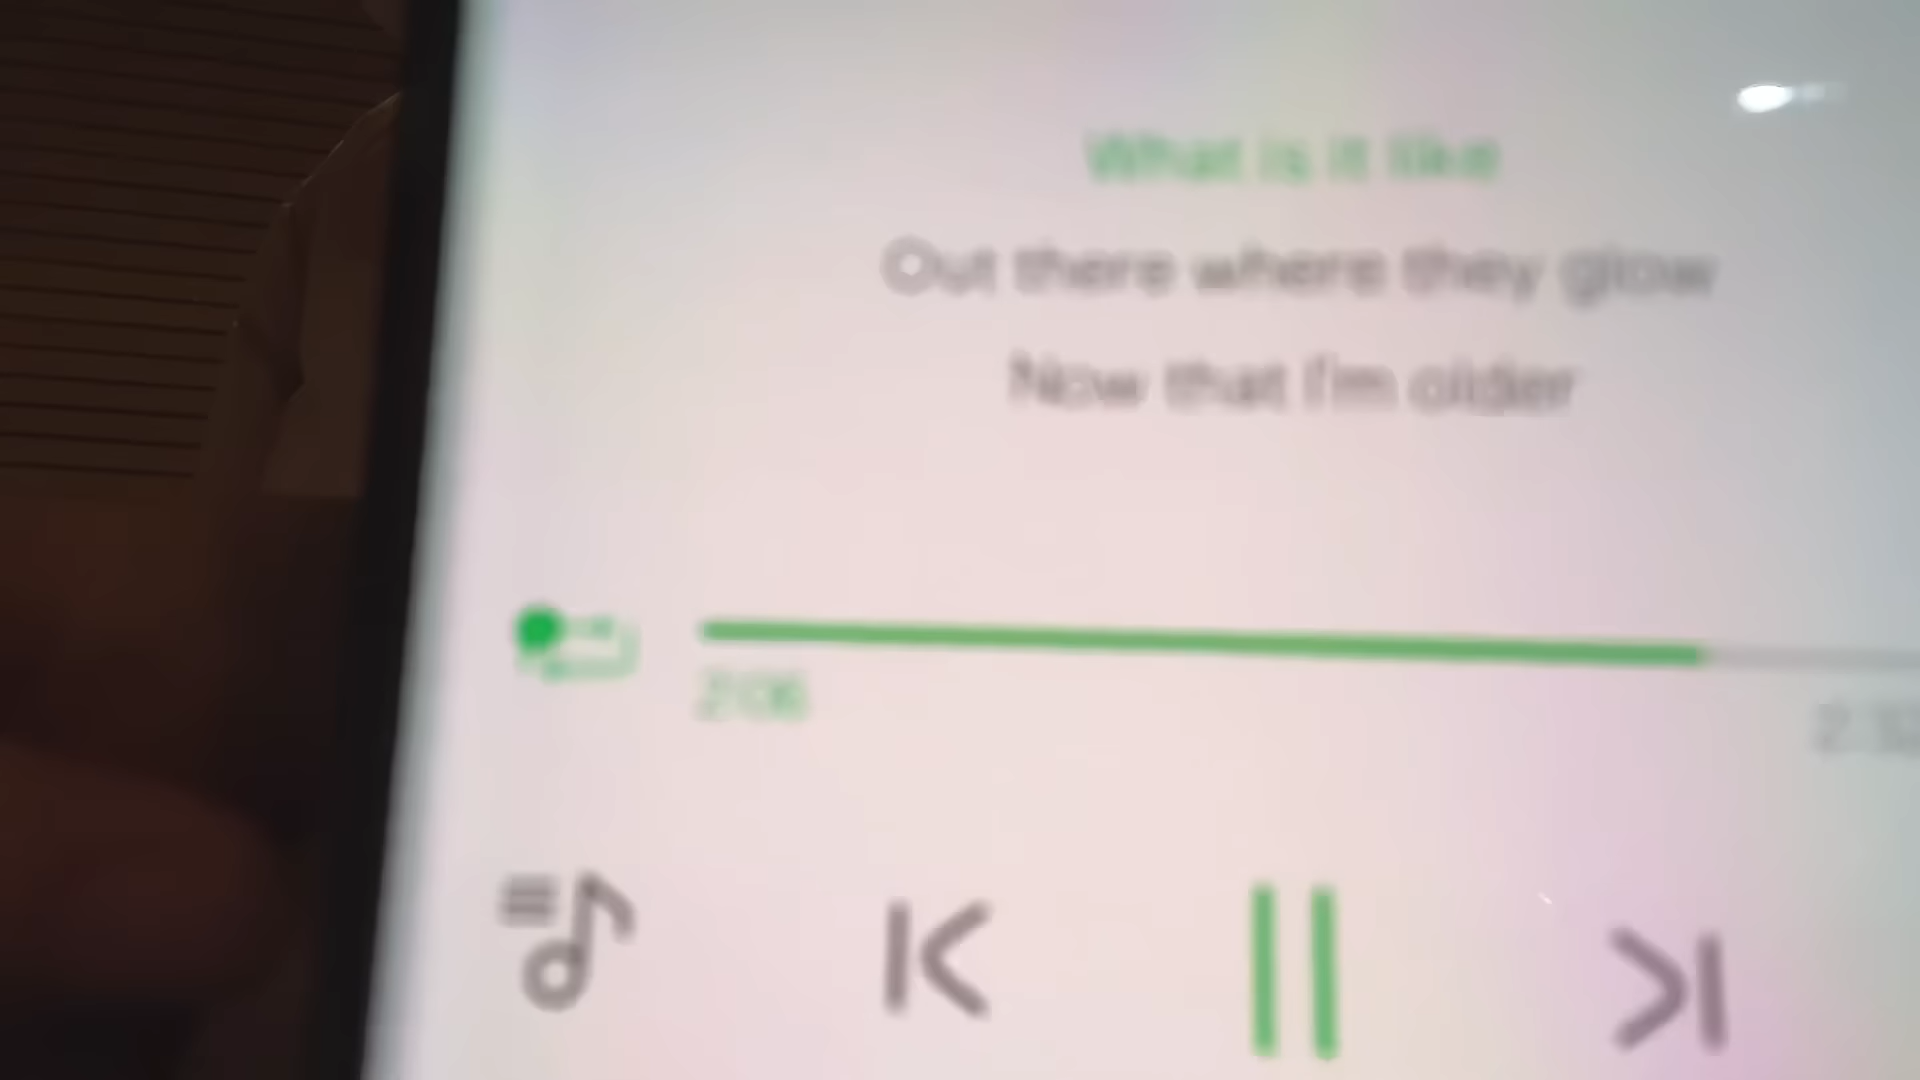 What is it like
Out there where they glow
Now that I'm older
2:06